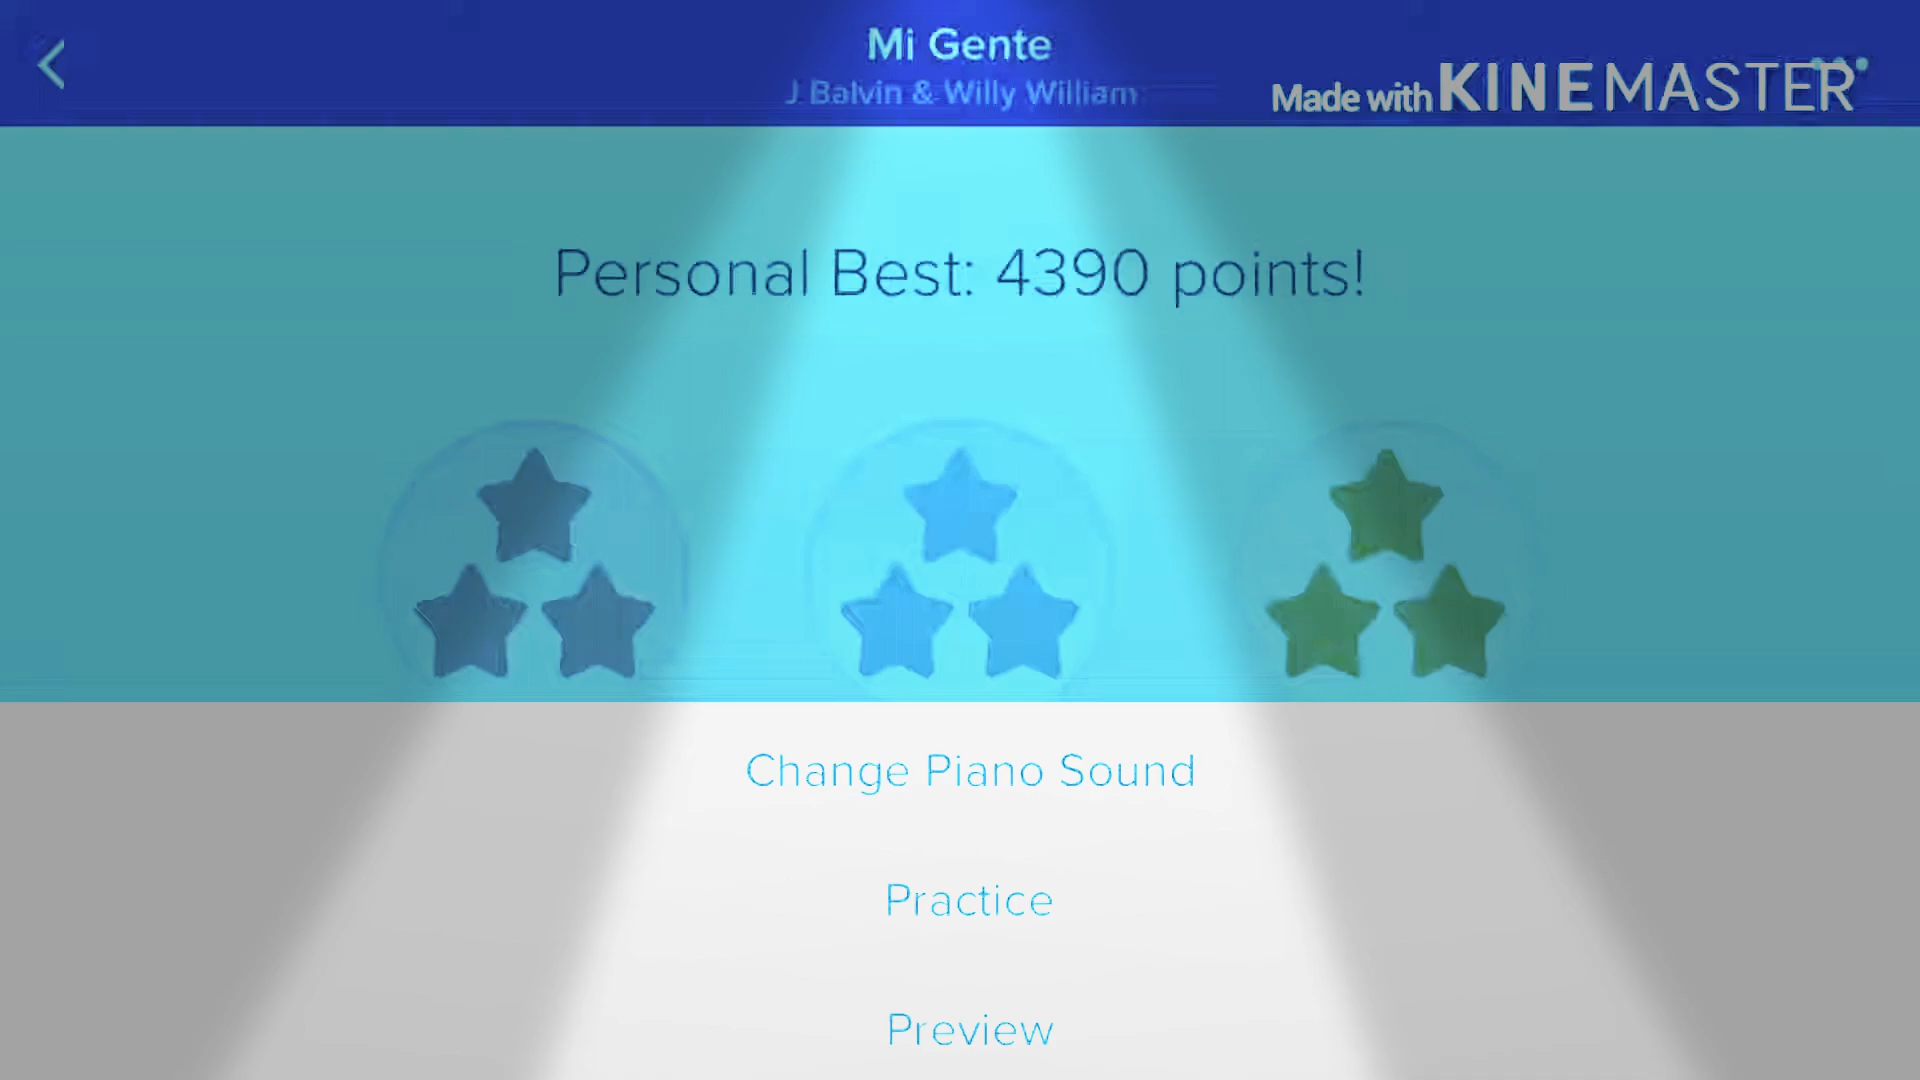 Mi Gente
J Balvin & Willy William
Made with KINEMASTER
Personal Best: 4390 points!
Change Piano Sound
Practice
Preview